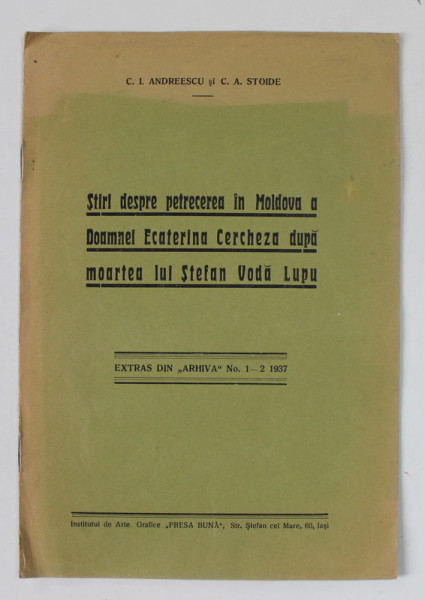 C. I. ANDREESCU și C. A. STOIDE
Știri despre petrecerea în Moldova a
Doamnei Ecaterina Cercheza după
moartea lui Ștefan Vodă Lupu
EXTRAS DIN „ARHIVA“ No. 1—2 1937
Institutul de Arte Grafice „PRESA BUNĂ“, Str. Ștefan cel Mare, 60, Iași